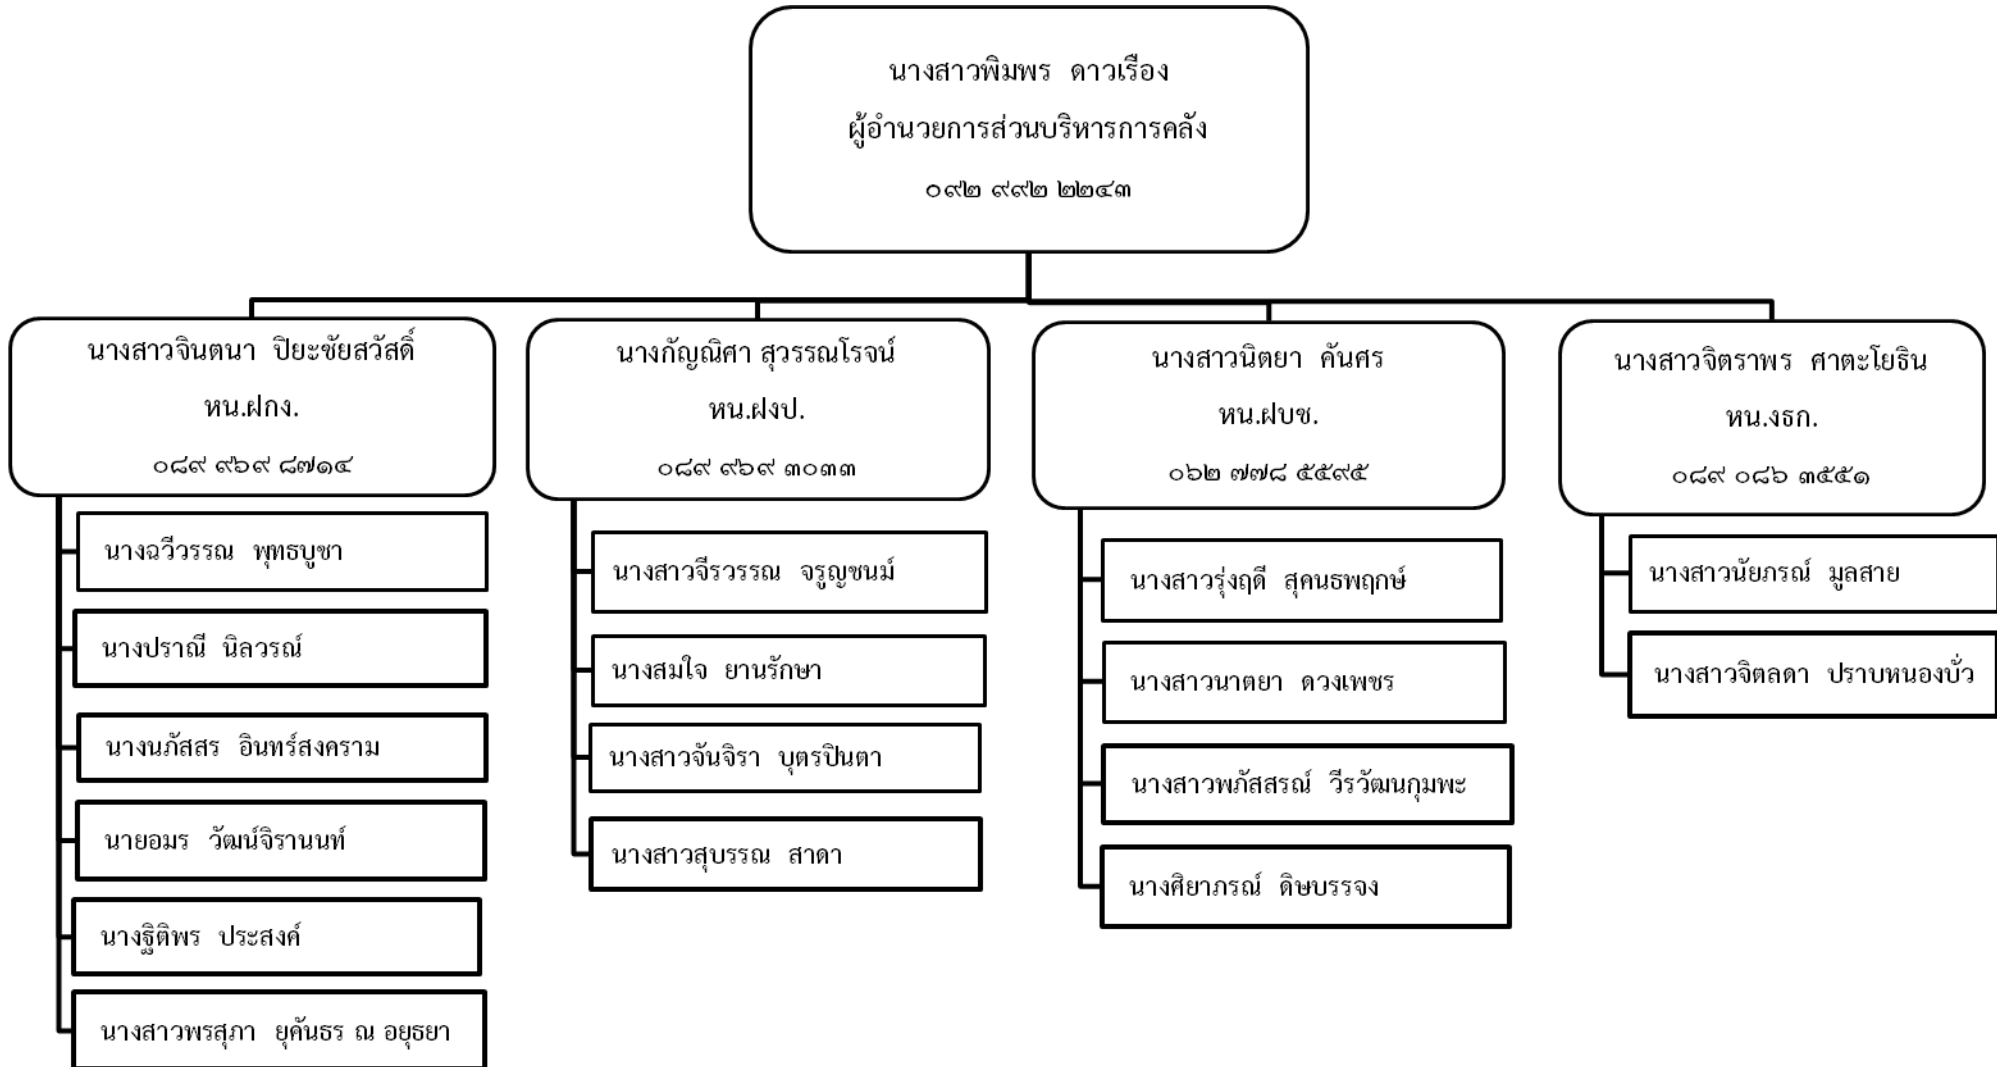 นางสาวพิมพร ดาวเรือง
ผู้อำนวยการส่วนบริหารการคลัง
๐๙๒ ๙๙๒ ๒๒๔๓
นางสาวจินตนา ปิยะชัยสวัสดิ์
หน.ฝกง.
๐๘๙ ๙๖๙ ๘๗๑๔
นางฉวีวรรณ พุทธบูชา
นางปราณี นิลวรณ์
นางนภัสสร อินทร์สงคราม
นายอมร วัฒน์จิรานนท์
นางฐิติพร ประสงค์
นางสาวพรสุภา ยุคันธร ณ อยุธยา
นางกัญณิศา สุวรรณโรจน์
หน.ฝงป.
๐๘๙ ๙๖๙ ๓๐๓๓
นางสาวจีรวรรณ จรูญชนม์
นางสมใจ ยานรักษา
นางสาวจันจิรา บุตรปินตา
นางสาวสุบรรณ สาดา
นางสาวนิตยา คันศร
หน.ฝบช.
๐๖๒ ๗๗๘ ๕๕๙๕
นางสาวรุ่งฤดี สุคนธพฤกษ์
นางสาวนาตยา ดวงเพชร
นางสาวพภัสสรณ์ วีรวัฒนกุมพะ
นางศิยาภรณ์ ดิษบรรจง
นางสาวจิตราพร ศาตะโยธิน
หน.งธก.
๐๘๙ ๐๘๖ ๓๕๕๑
นางสาวนัยภรณ์ มูลสาย
นางสาวจิตลดา ปราบหนองบั่ว